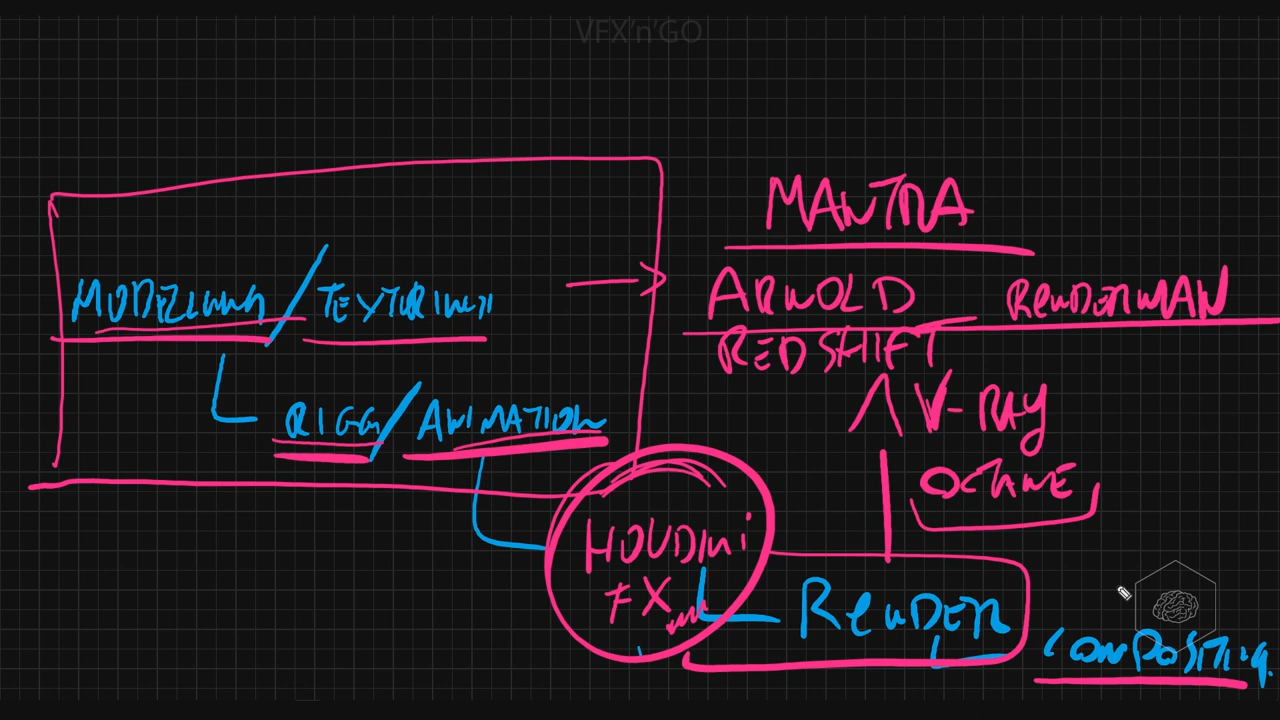 VFX'n'GO
MANTRA
MODELING / TEXTURING
ARNOLD RENDERMAN
REDSHIFT
RIGG / ANIMATION
V-RAY
OCTANE
HOUDINI
FX
RENDER
COMPOSITING.